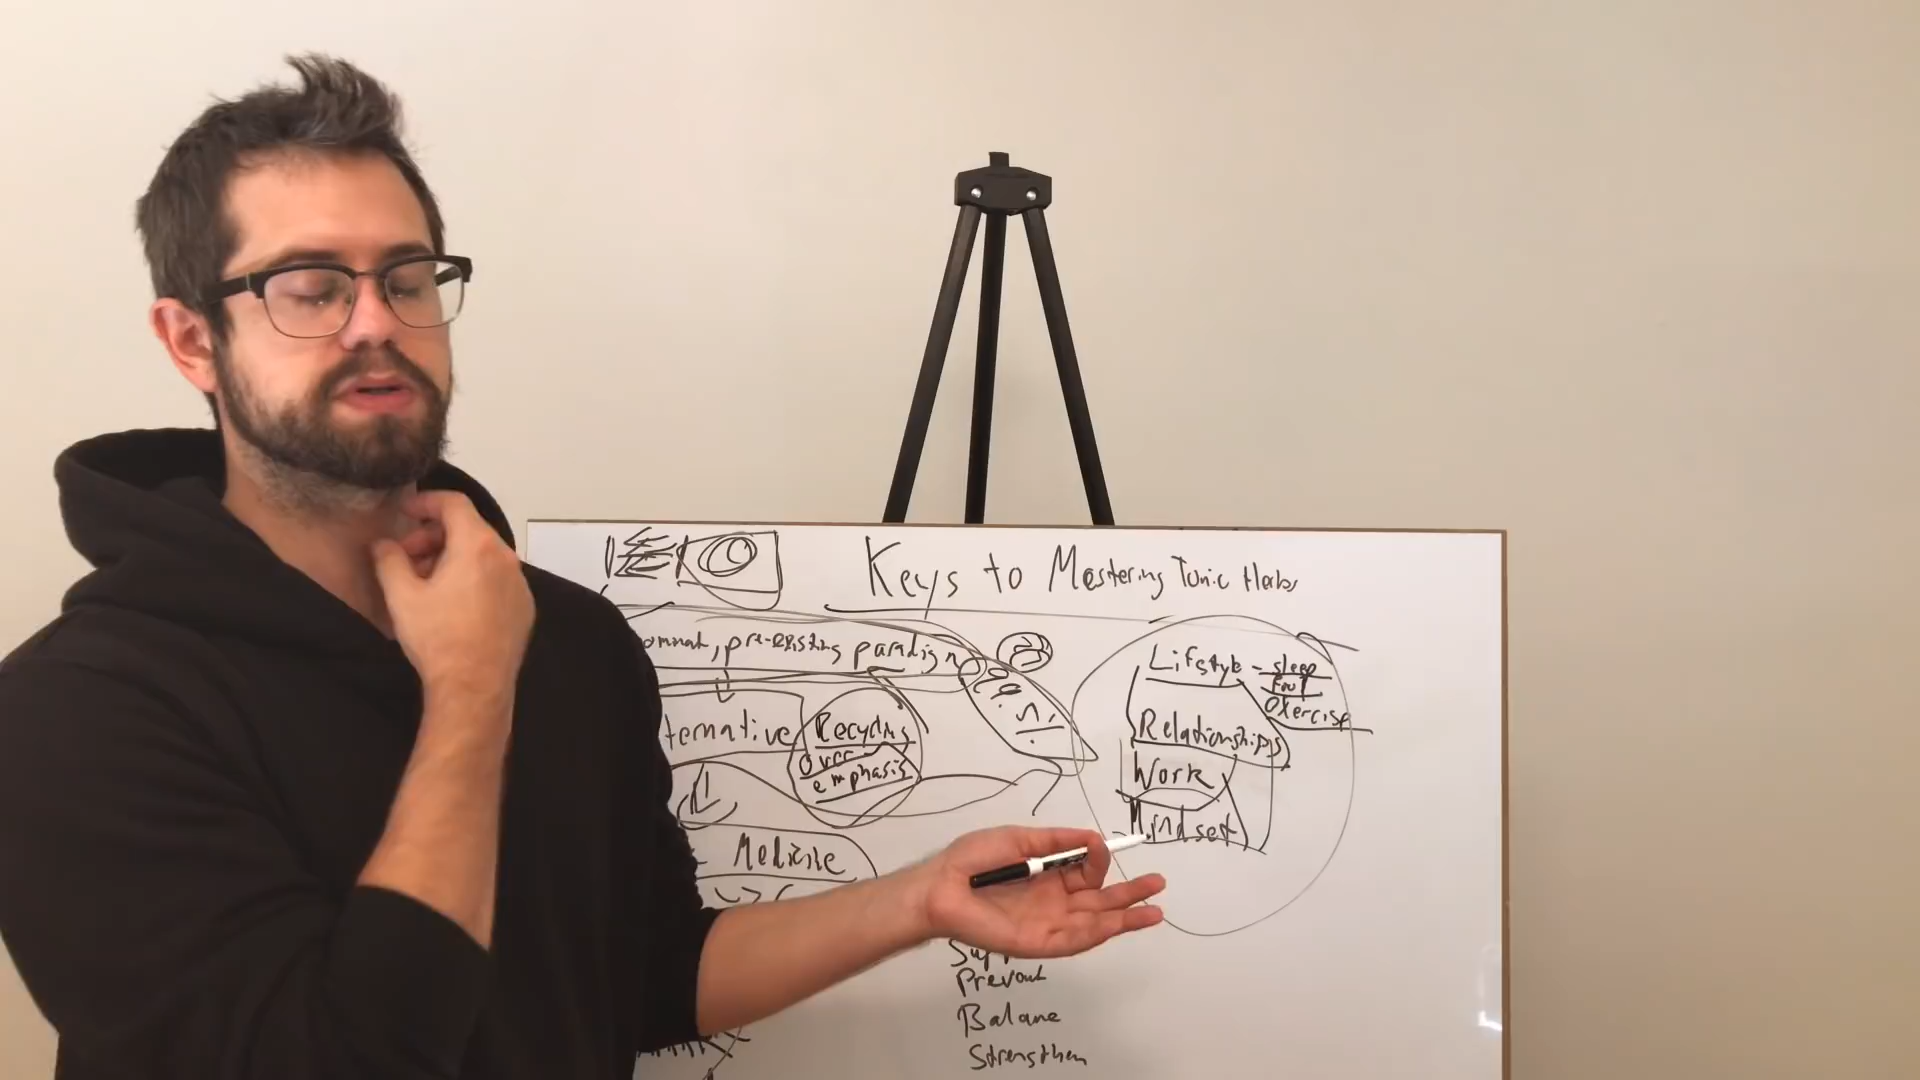 Keys to Mastering Tonic Herbs
pre-existing paradigm
ternative
Recycling
Over-
emphasis
Medicine
Lifestyle - sleep
Food
exercise
Relationships
Work
Mindset
Prevent
Balance
Strengthen